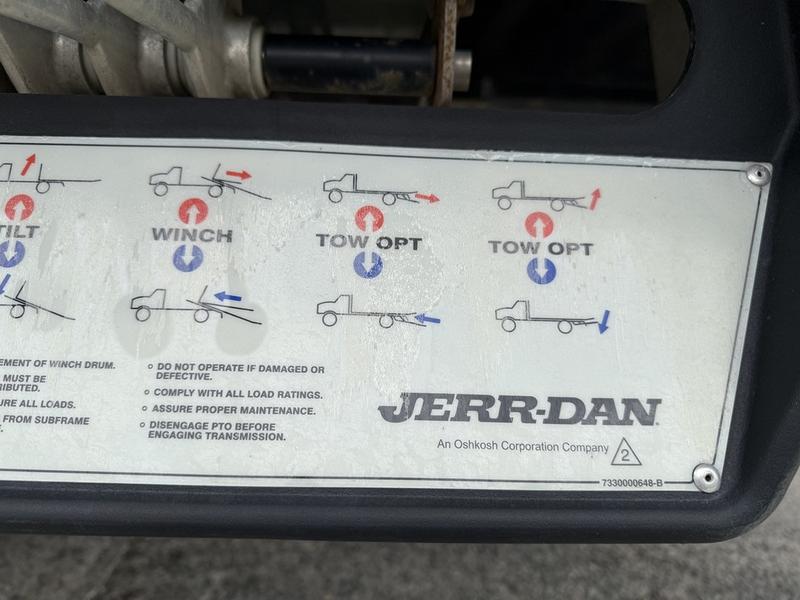 TILT
WINCH
TOW OPT
TOW OPT
EMENT OF WINCH DRUM.
MUST BE
RIBUTED.
URE ALL LOADS.
FROM SUBFRAME
DO NOT OPERATE IF DAMAGED OR
DEFECTIVE.
COMPLY WITH ALL LOAD RATINGS.
ASSURE PROPER MAINTENANCE.
DISENGAGE PTO BEFORE
ENGAGING TRANSMISSION.
JERR-DAN
An Oshkosh Corporation Company
2
7330000648-B